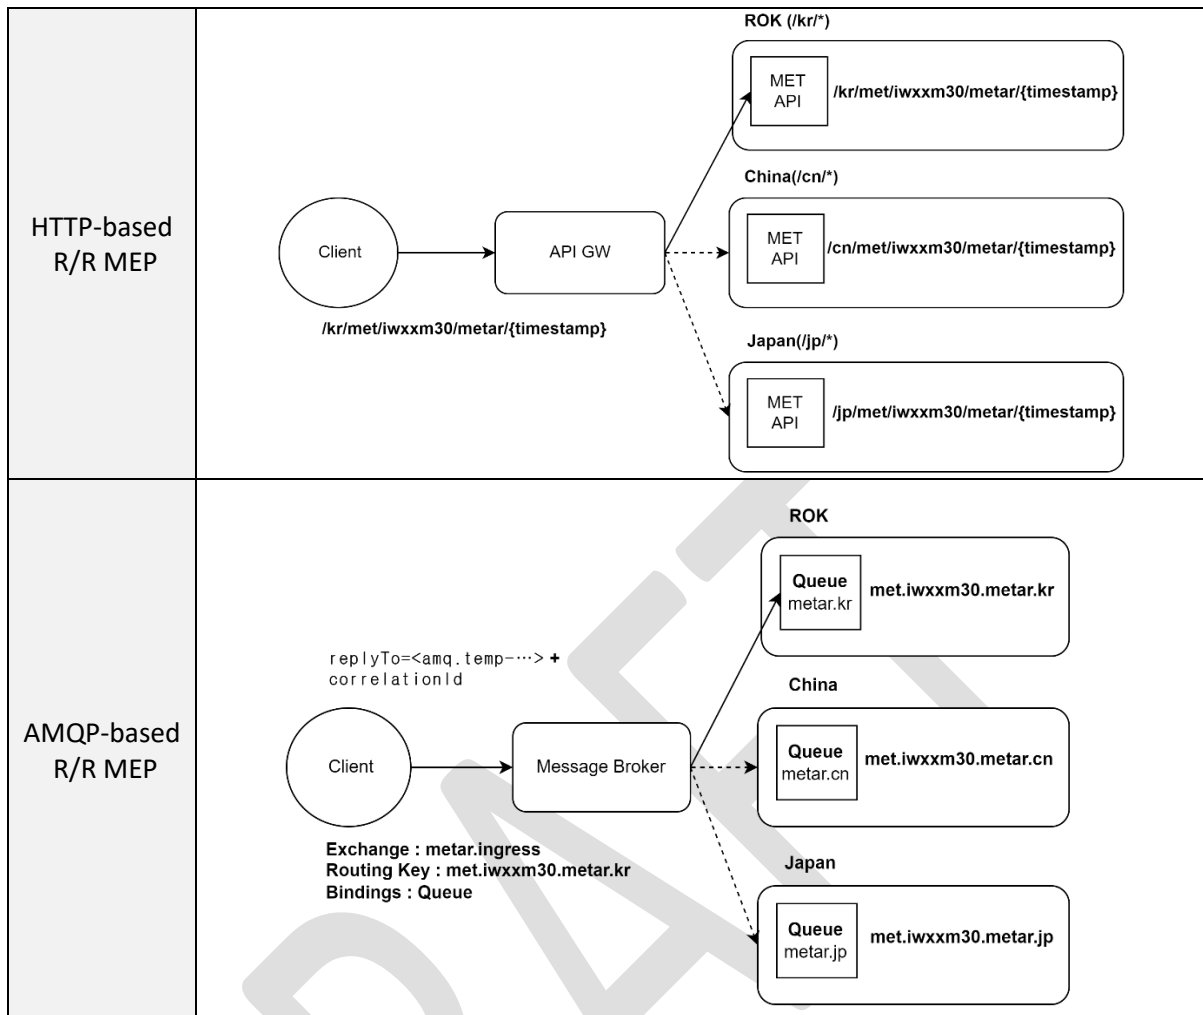 HTTP-based
R/R MEP
ROK (/kr/*)
MET
API
/kr/met/iwxxm30/metar/{timestamp}
China(/cn/*)
MET
API
/cn/met/iwxxm30/metar/{timestamp}
Client
API GW
/kr/met/iwxxm30/metar/{timestamp}
Japan(/jp/*)
MET
API
/jp/met/iwxxm30/metar/{timestamp}
AMQP-based
R/R MEP
ROK
Queue
metar.kr
met.iwxxm30.metar.kr
replyTo=<amq.temp-···> +
correlationId
China
Queue
metar.cn
met.iwxxm30.metar.cn
Client
Message Broker
Exchange : metar.ingress
Routing Key : met.iwxxm30.metar.kr
Bindings : Queue
Japan
Queue
metar.jp
met.iwxxm30.metar.jp
DRAFT